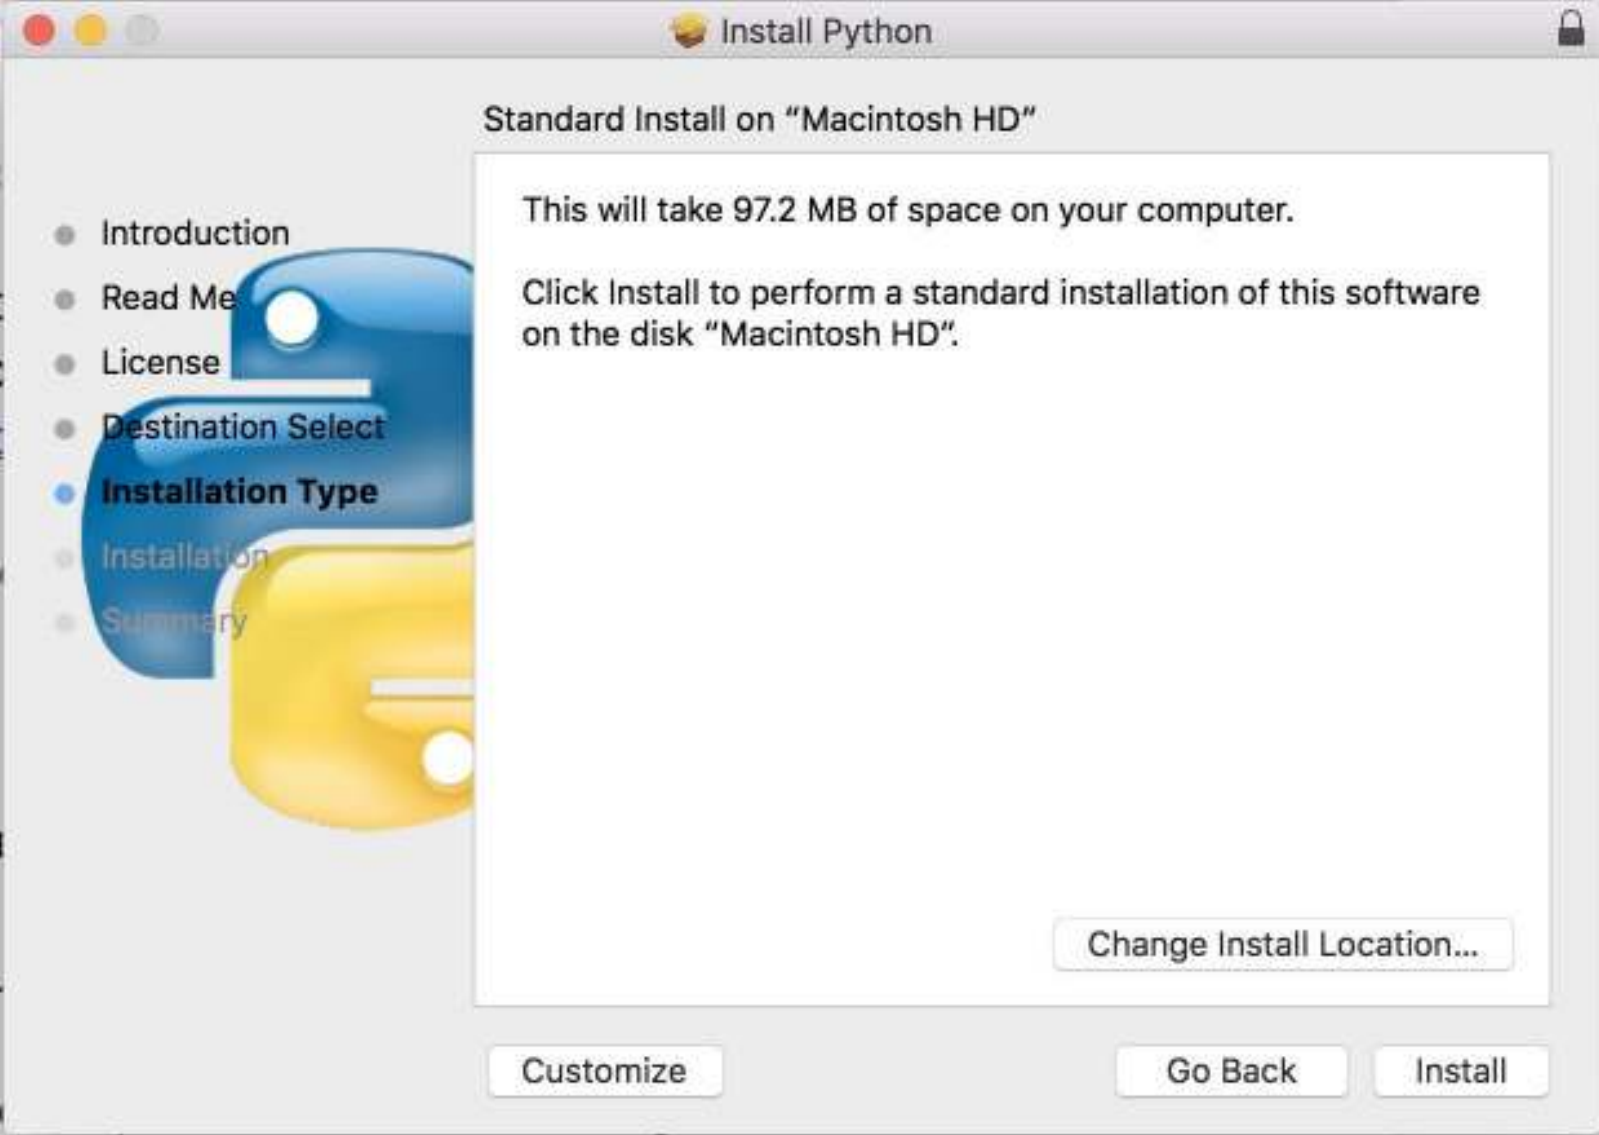 Install Python
Standard Install on “Macintosh HD”
Introduction
Read Me
License
Destination Select
Installation Type
Installation
Summary
This will take 97.2 MB of space on your computer.
Click Install to perform a standard installation of this software
on the disk “Macintosh HD”.
Change Install Location...
Customize
Go Back
Install